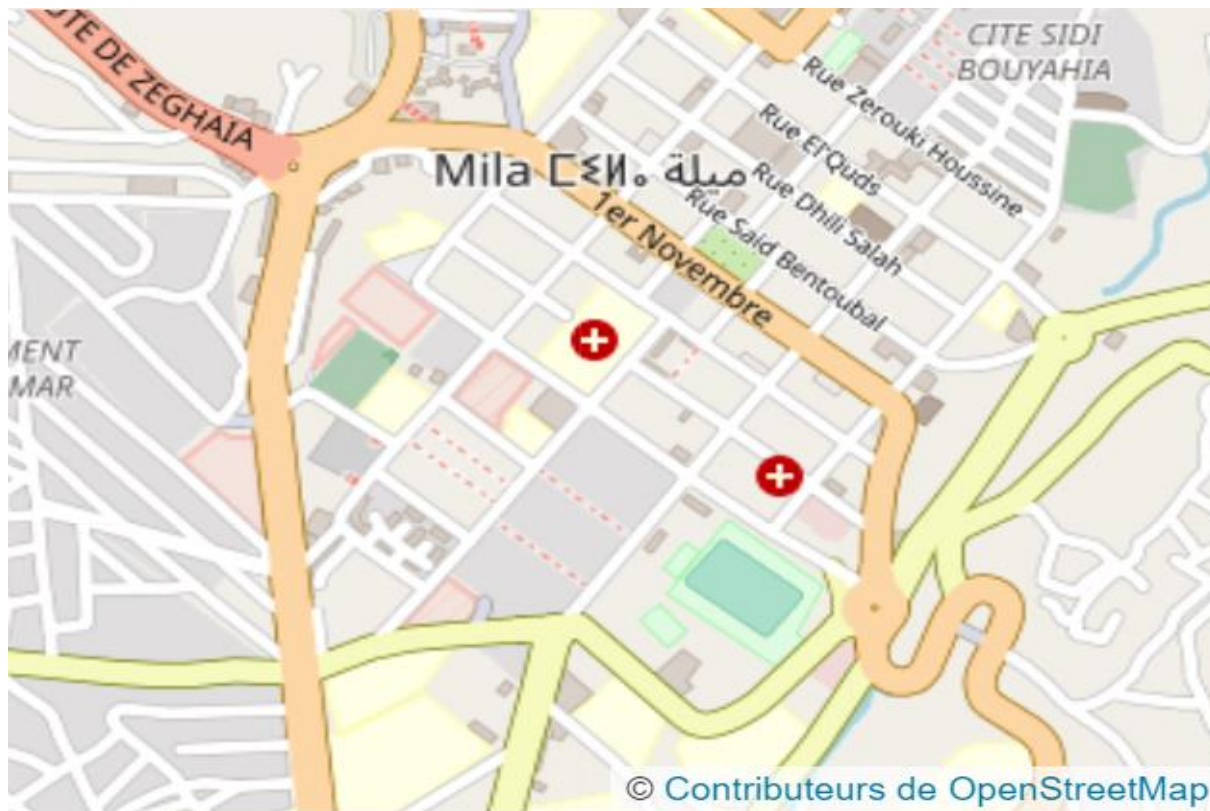 CITE SIDI
BOUYAHIA
UTE DE ZEGHAIA
Rue Zerouki Houssine
Rue El'Quds
Mila ⵎⵉⵍⴰ ميلة
Rue Dhili Salah
Rue Said Bentoubal
1er Novembre
MENT
MAR
© Contributeurs de OpenStreetMap